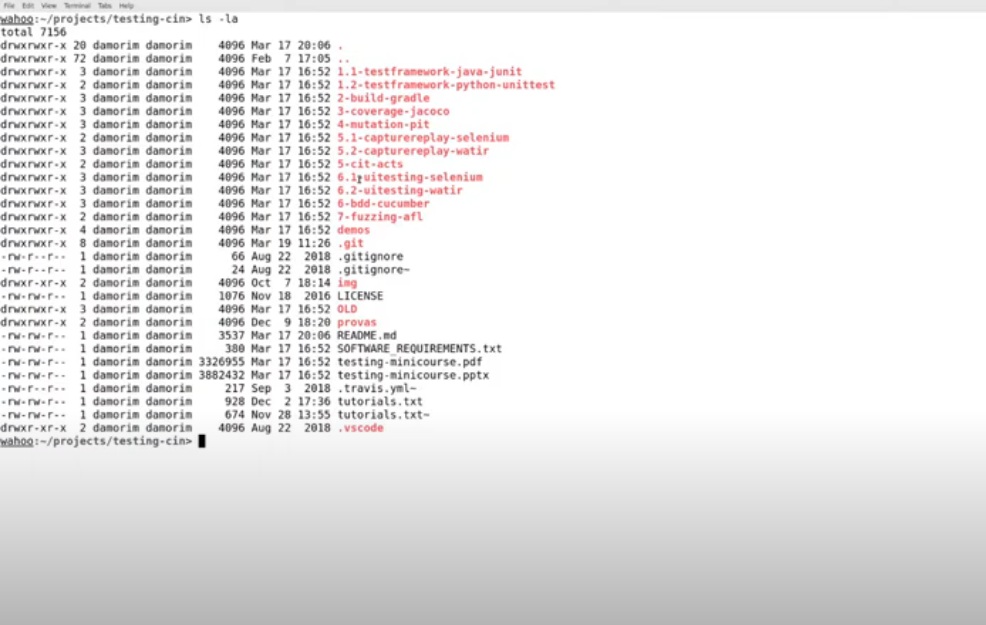 File Edit View Terminal Tabs Help
wahoo:~/projects/testing-cin> ls -la
total 7156
drwxrwxr-x 20 damorim damorim    4096 Mar 17 20:06 .
drwxrwxr-x 72 damorim damorim    4096 Feb  7 17:05 ..
drwxrwxr-x  3 damorim damorim    4096 Mar 17 16:52 1.1-testframework-java-junit
drwxrwxr-x  2 damorim damorim    4096 Mar 17 16:52 1.2-testframework-python-unittest
drwxrwxr-x  3 damorim damorim    4096 Mar 17 16:52 2-build-gradle
drwxrwxr-x  3 damorim damorim    4096 Mar 17 16:52 3-coverage-jacoco
drwxrwxr-x  3 damorim damorim    4096 Mar 17 16:52 4-mutation-pit
drwxrwxr-x  2 damorim damorim    4096 Mar 17 16:52 5.1-capturereplay-selenium
drwxrwxr-x  3 damorim damorim    4096 Mar 17 16:52 5.2-capturereplay-watir
drwxrwxr-x  2 damorim damorim    4096 Mar 17 16:52 5-cit-acts
drwxrwxr-x  3 damorim damorim    4096 Mar 17 16:52 6.1-uitesting-selenium
drwxrwxr-x  3 damorim damorim    4096 Mar 17 16:52 6.2-uitesting-watir
drwxrwxr-x  3 damorim damorim    4096 Mar 17 16:52 6-bdd-cucumber
drwxrwxr-x  2 damorim damorim    4096 Mar 17 16:52 7-fuzzing-afl
drwxrwxr-x  4 damorim damorim    4096 Mar 17 16:52 demos
drwxrwxr-x  8 damorim damorim    4096 Mar 19 11:26 .git
-rw-r--r--  1 damorim damorim      66 Aug 22  2018 .gitignore
-rw-r--r--  1 damorim damorim      24 Aug 22  2018 .gitignore~
drwxr-xr-x  2 damorim damorim    4096 Oct  7 18:14 img
-rw-rw-r--  1 damorim damorim    1076 Nov 18  2016 LICENSE
drwxrwxr-x  3 damorim damorim    4096 Mar 17 16:52 OLD
drwxrwxr-x  2 damorim damorim    4096 Dec  9 18:20 provas
-rw-rw-r--  1 damorim damorim    3537 Mar 17 20:06 README.md
-rw-rw-r--  1 damorim damorim     380 Mar 17 16:52 SOFTWARE_REQUIREMENTS.txt
-rw-rw-r--  1 damorim damorim 3326955 Mar 17 16:52 testing-minicourse.pdf
-rw-rw-r--  1 damorim damorim 3882432 Mar 17 16:52 testing-minicourse.pptx
-rw-rw-r--  1 damorim damorim     217 Sep  3  2018 .travis.yml~
-rw-rw-r--  1 damorim damorim     928 Dec  2 17:36 tutorials.txt
-rw-rw-r--  1 damorim damorim     674 Nov 28 13:55 tutorials.txt~
drwxr-xr-x  2 damorim damorim    4096 Aug 22  2018 .vscode
wahoo:~/projects/testing-cin>